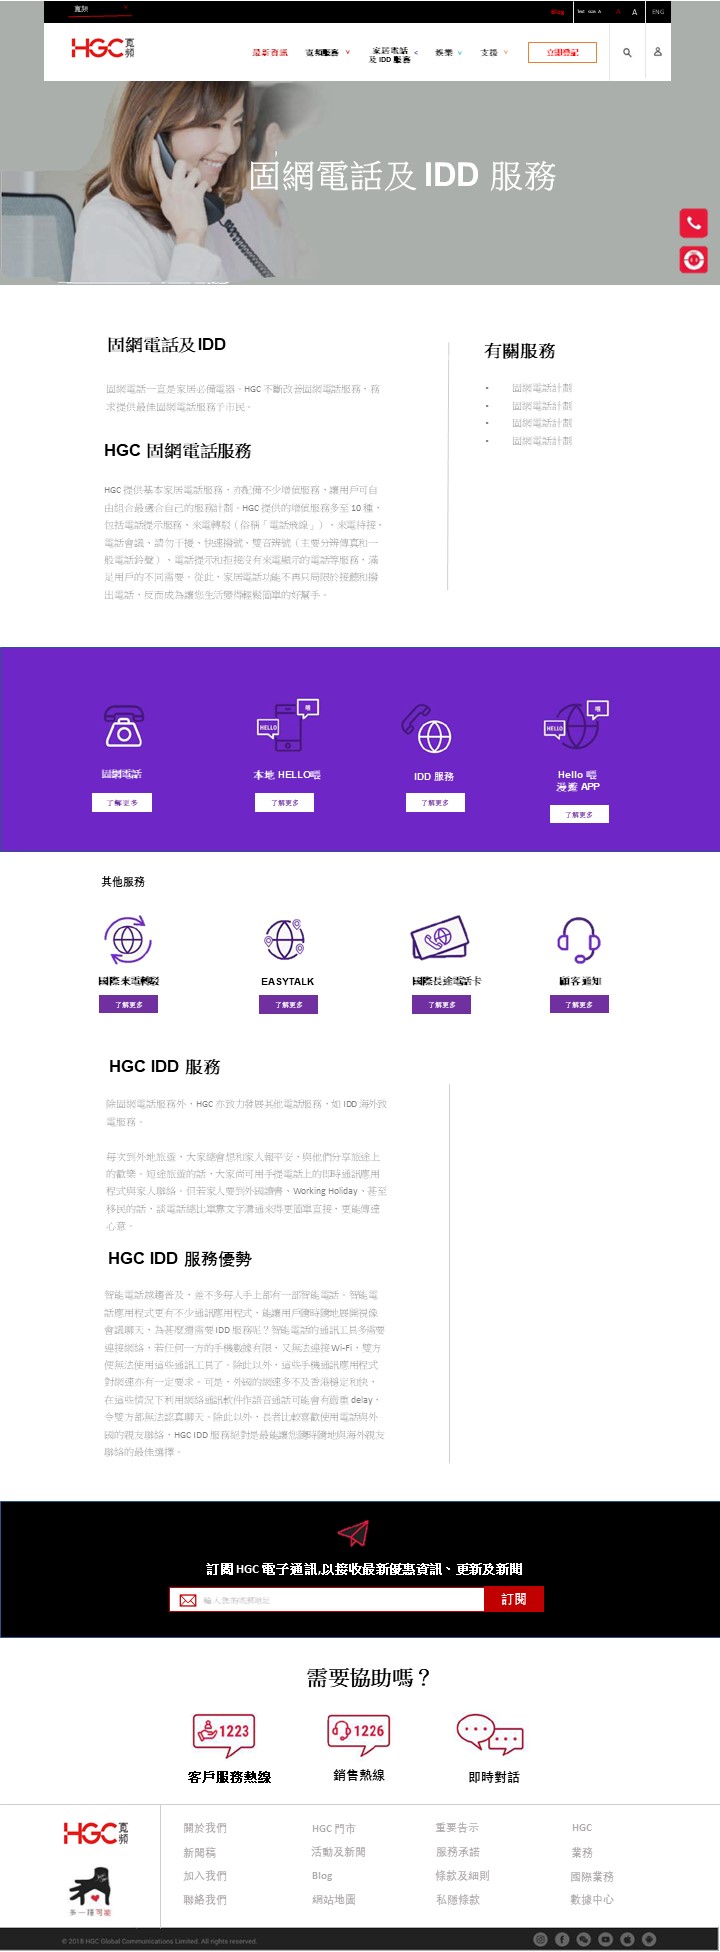 寬頻
Blog
Text size A A A
ENG
HGC 寬頻
最新資訊
寬頻服務
家居電話
及 IDD 服務
娛樂
支援
立即登記
固網電話及 IDD 服務
固網電話及IDD
固網電話一直是家居必備電器。HGC 不斷改善固網電話服務，務
求提供最佳固網電話服務予市民。
HGC 固網電話服務
HGC 提供基本家居電話服務，亦配備不少增值服務，讓用戶可自
由組合最適合自己的服務計劃。HGC 提供的增值服務多至 10 種，
包括電話提示服務、來電轉駁（俗稱「電話飛線」）、來電待接、
電話會議、請勿干擾、快速撥號、雙音辨號（主要分辨傳真和一
般電話鈴聲）、電話提示和拒接沒有來電顯示的電話等服務，滿
足用戶的不同需要。從此，家居電話功能不再只局限於接聽和撥
出電話，反而成為讓您生活變得輕鬆簡單的好幫手。
有關服務
• 固網電話計劃
• 固網電話計劃
• 固網電話計劃
• 固網電話計劃
固網電話
了解更多
HELLO 喂
本地 HELLO喂
了解更多
IDD 服務
了解更多
HELLO 喂
Hello 喂
漫遊 APP
了解更多
其他服務
國際來電轉駁
了解更多
EASYTALK
了解更多
國際長途電話卡
了解更多
顧客通知
了解更多
HGC IDD 服務
除固網電話服務外，HGC 亦致力發展其他電話服務，如 IDD 海外致
電服務。
每次到外地旅遊，大家總會想和家人報平安，與他們分享旅途上
的歡樂。短途旅遊的話，大家尚可用手提電話上的即時通訊應用
程式與家人聯絡。但若家人要到外國讀書、Working Holiday、甚至
移民的話，談電話總比單靠文字溝通來得更簡單直接，更能傳達
心意。
HGC IDD 服務優勢
智能電話越趨普及，差不多每人手上都有一部智能電話。智能電
話應用程式更有不少通訊應用程式，能讓用戶隨時隨地展開視像
會議聊天，為甚麼還需要 IDD 服務呢？智能電話的通訊工具多需要
連接網絡，若任何一方的手機數據有限，又無法連接 Wi-Fi，雙方
便無法使用這些通訊工具了。除此以外，這些手機通訊應用程式
對網速亦有一定要求。可是，外國的網速多不及香港穩定和快，
在這些情況下利用網絡通訊軟件作語音通話可能會有嚴重 delay，
令雙方都無法認真聊天。除此以外，長者比較喜歡使用電話與外
國的親友聯絡，HGC IDD 服務絕對是最能讓您隨時隨地與海外親友
聯絡的最佳選擇。
訂閱 HGC 電子通訊,以接收最新優惠資訊、更新及新聞
輸入您的電郵地址
訂閱
需要協助嗎？
1223
客戶服務熱線
1226
銷售熱線
即時對話
HGC 寬頻
多一種可能
關於我們
新聞稿
加入我們
聯絡我們
HGC 門市
活動及新聞
Blog
網站地圖
重要告示
服務承諾
條款及細則
私隱條款
HGC
業務
國際業務
數據中心
© 2018 HGC Global Communications Limited. All rights reserved.